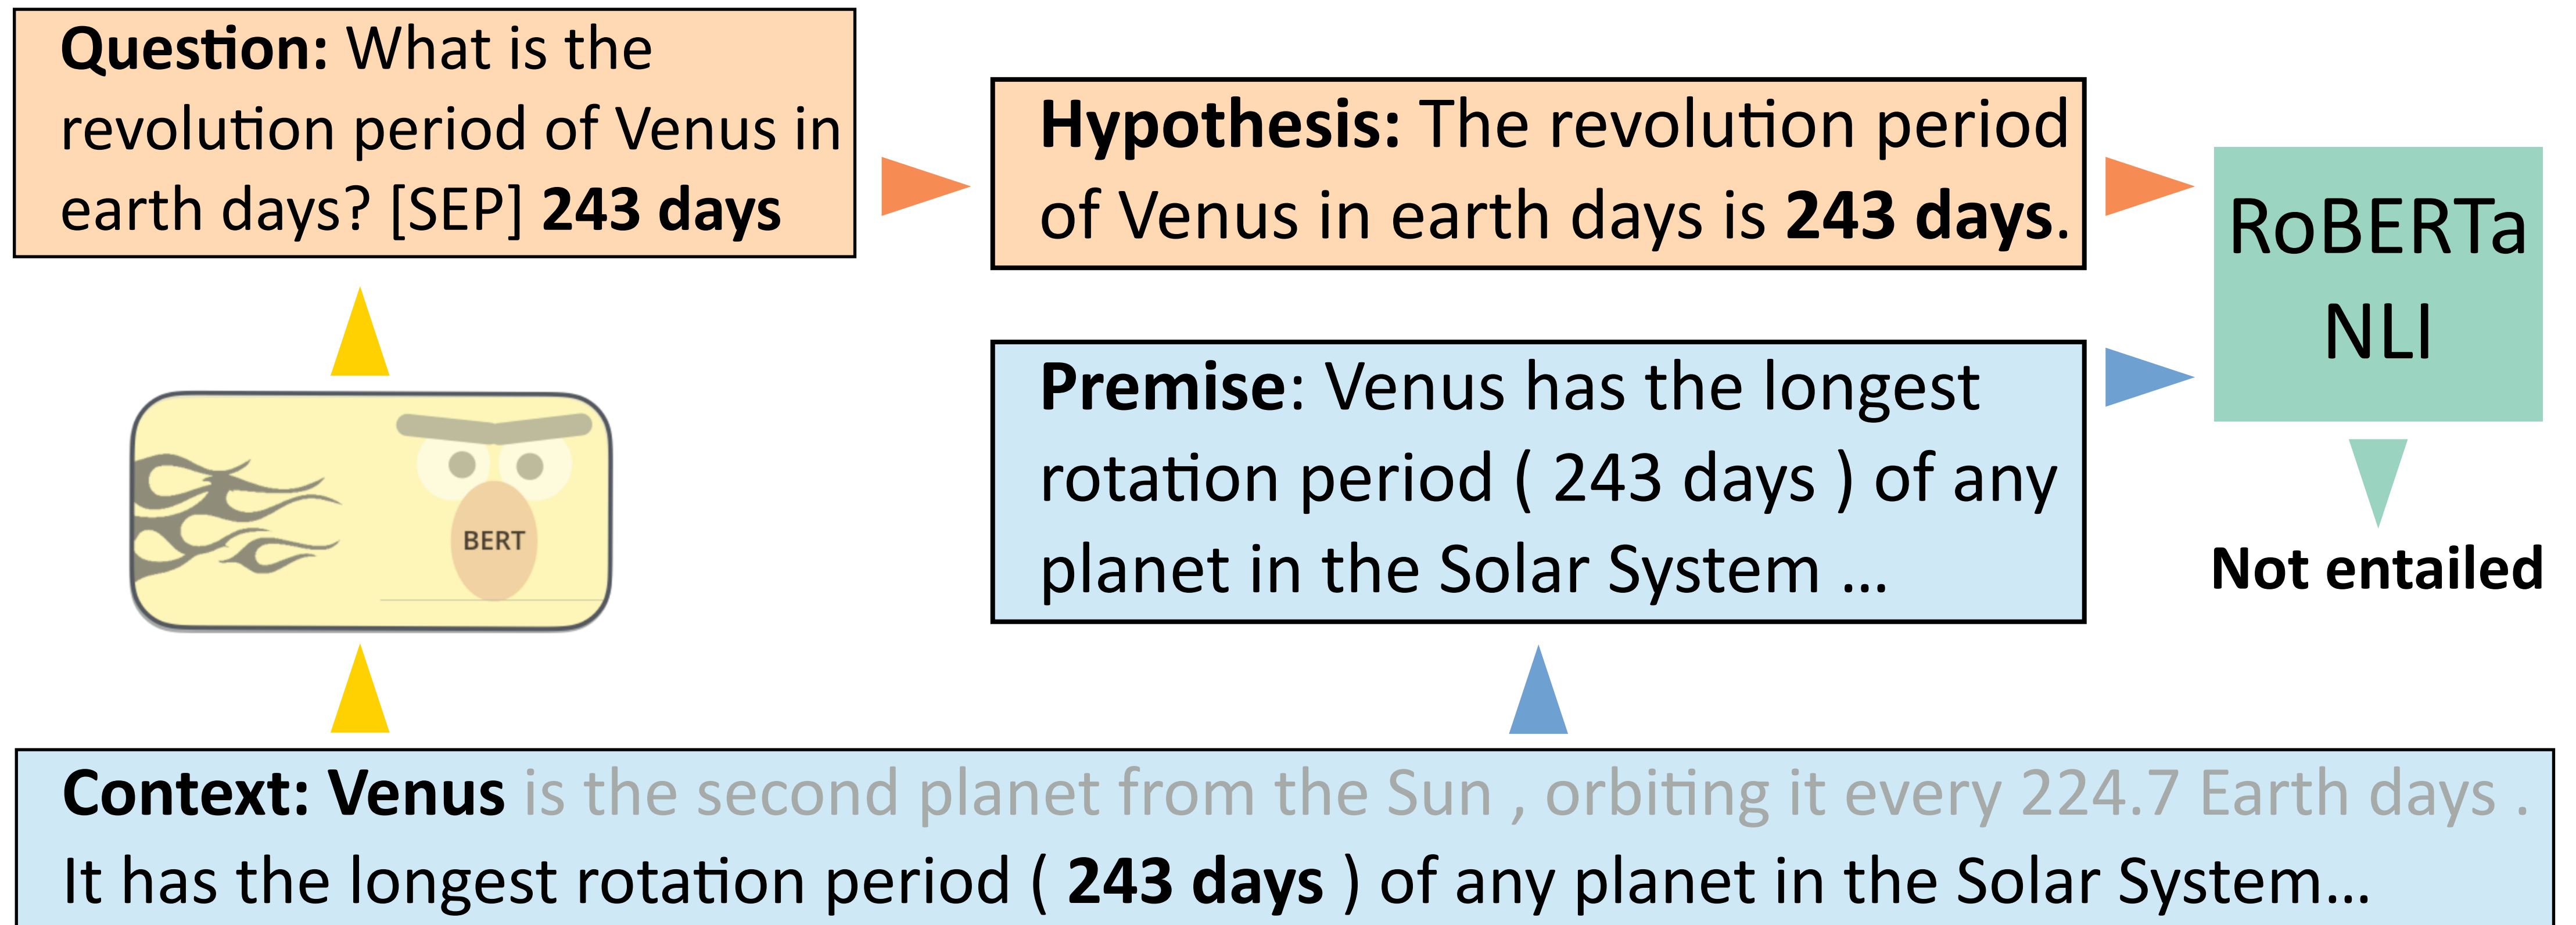 Question: What is the
revolution period of Venus in
earth days? [SEP] 243 days
Hypothesis: The revolution period
of Venus in earth days is 243 days.
RoBERTa
NLI
Premise: Venus has the longest
rotation period ( 243 days ) of any
planet in the Solar System ...
BERT
Not entailed
Context: Venus is the second planet from the Sun , orbiting it every 224.7 Earth days .
It has the longest rotation period ( 243 days ) of any planet in the Solar System...